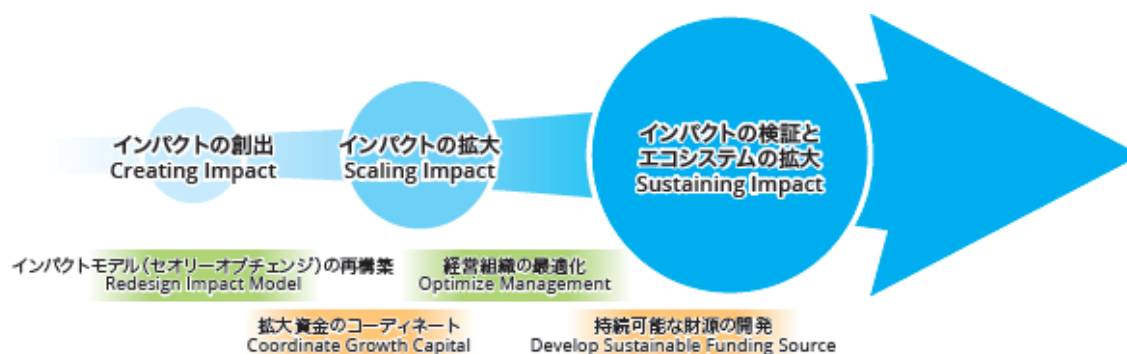 インパクトの創出
Creating Impact
インパクトの拡大
Scaling Impact
インパクトの検証と
エコシステムの拡大
Sustaining Impact
インパクトモデル(セオリーオブチェンジ)の再構築
Redesign Impact Model
経営組織の最適化
Optimize Management
拡大資金のコーディネート
Coordinate Growth Capital
持続可能な財源の開発
Develop Sustainable Funding Source